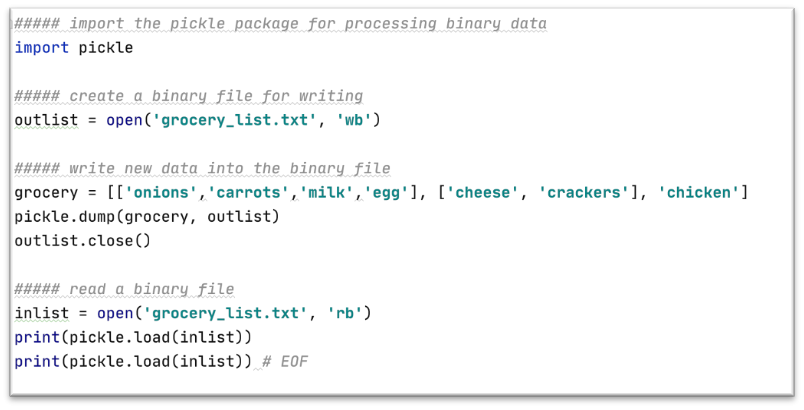 ##### import the pickle package for processing binary data
import pickle
##### create a binary file for writing
outlist = open('grocery_list.txt', 'wb')
##### write new data into the binary file
grocery = [['onions','carrots','milk','egg'], ['cheese', 'crackers'], 'chicken']
pickle.dump(grocery, outlist)
outlist.close()
##### read a binary file
inlist = open('grocery_list.txt', 'rb')
print(pickle.load(inlist))
print(pickle.load(inlist)) # EOF